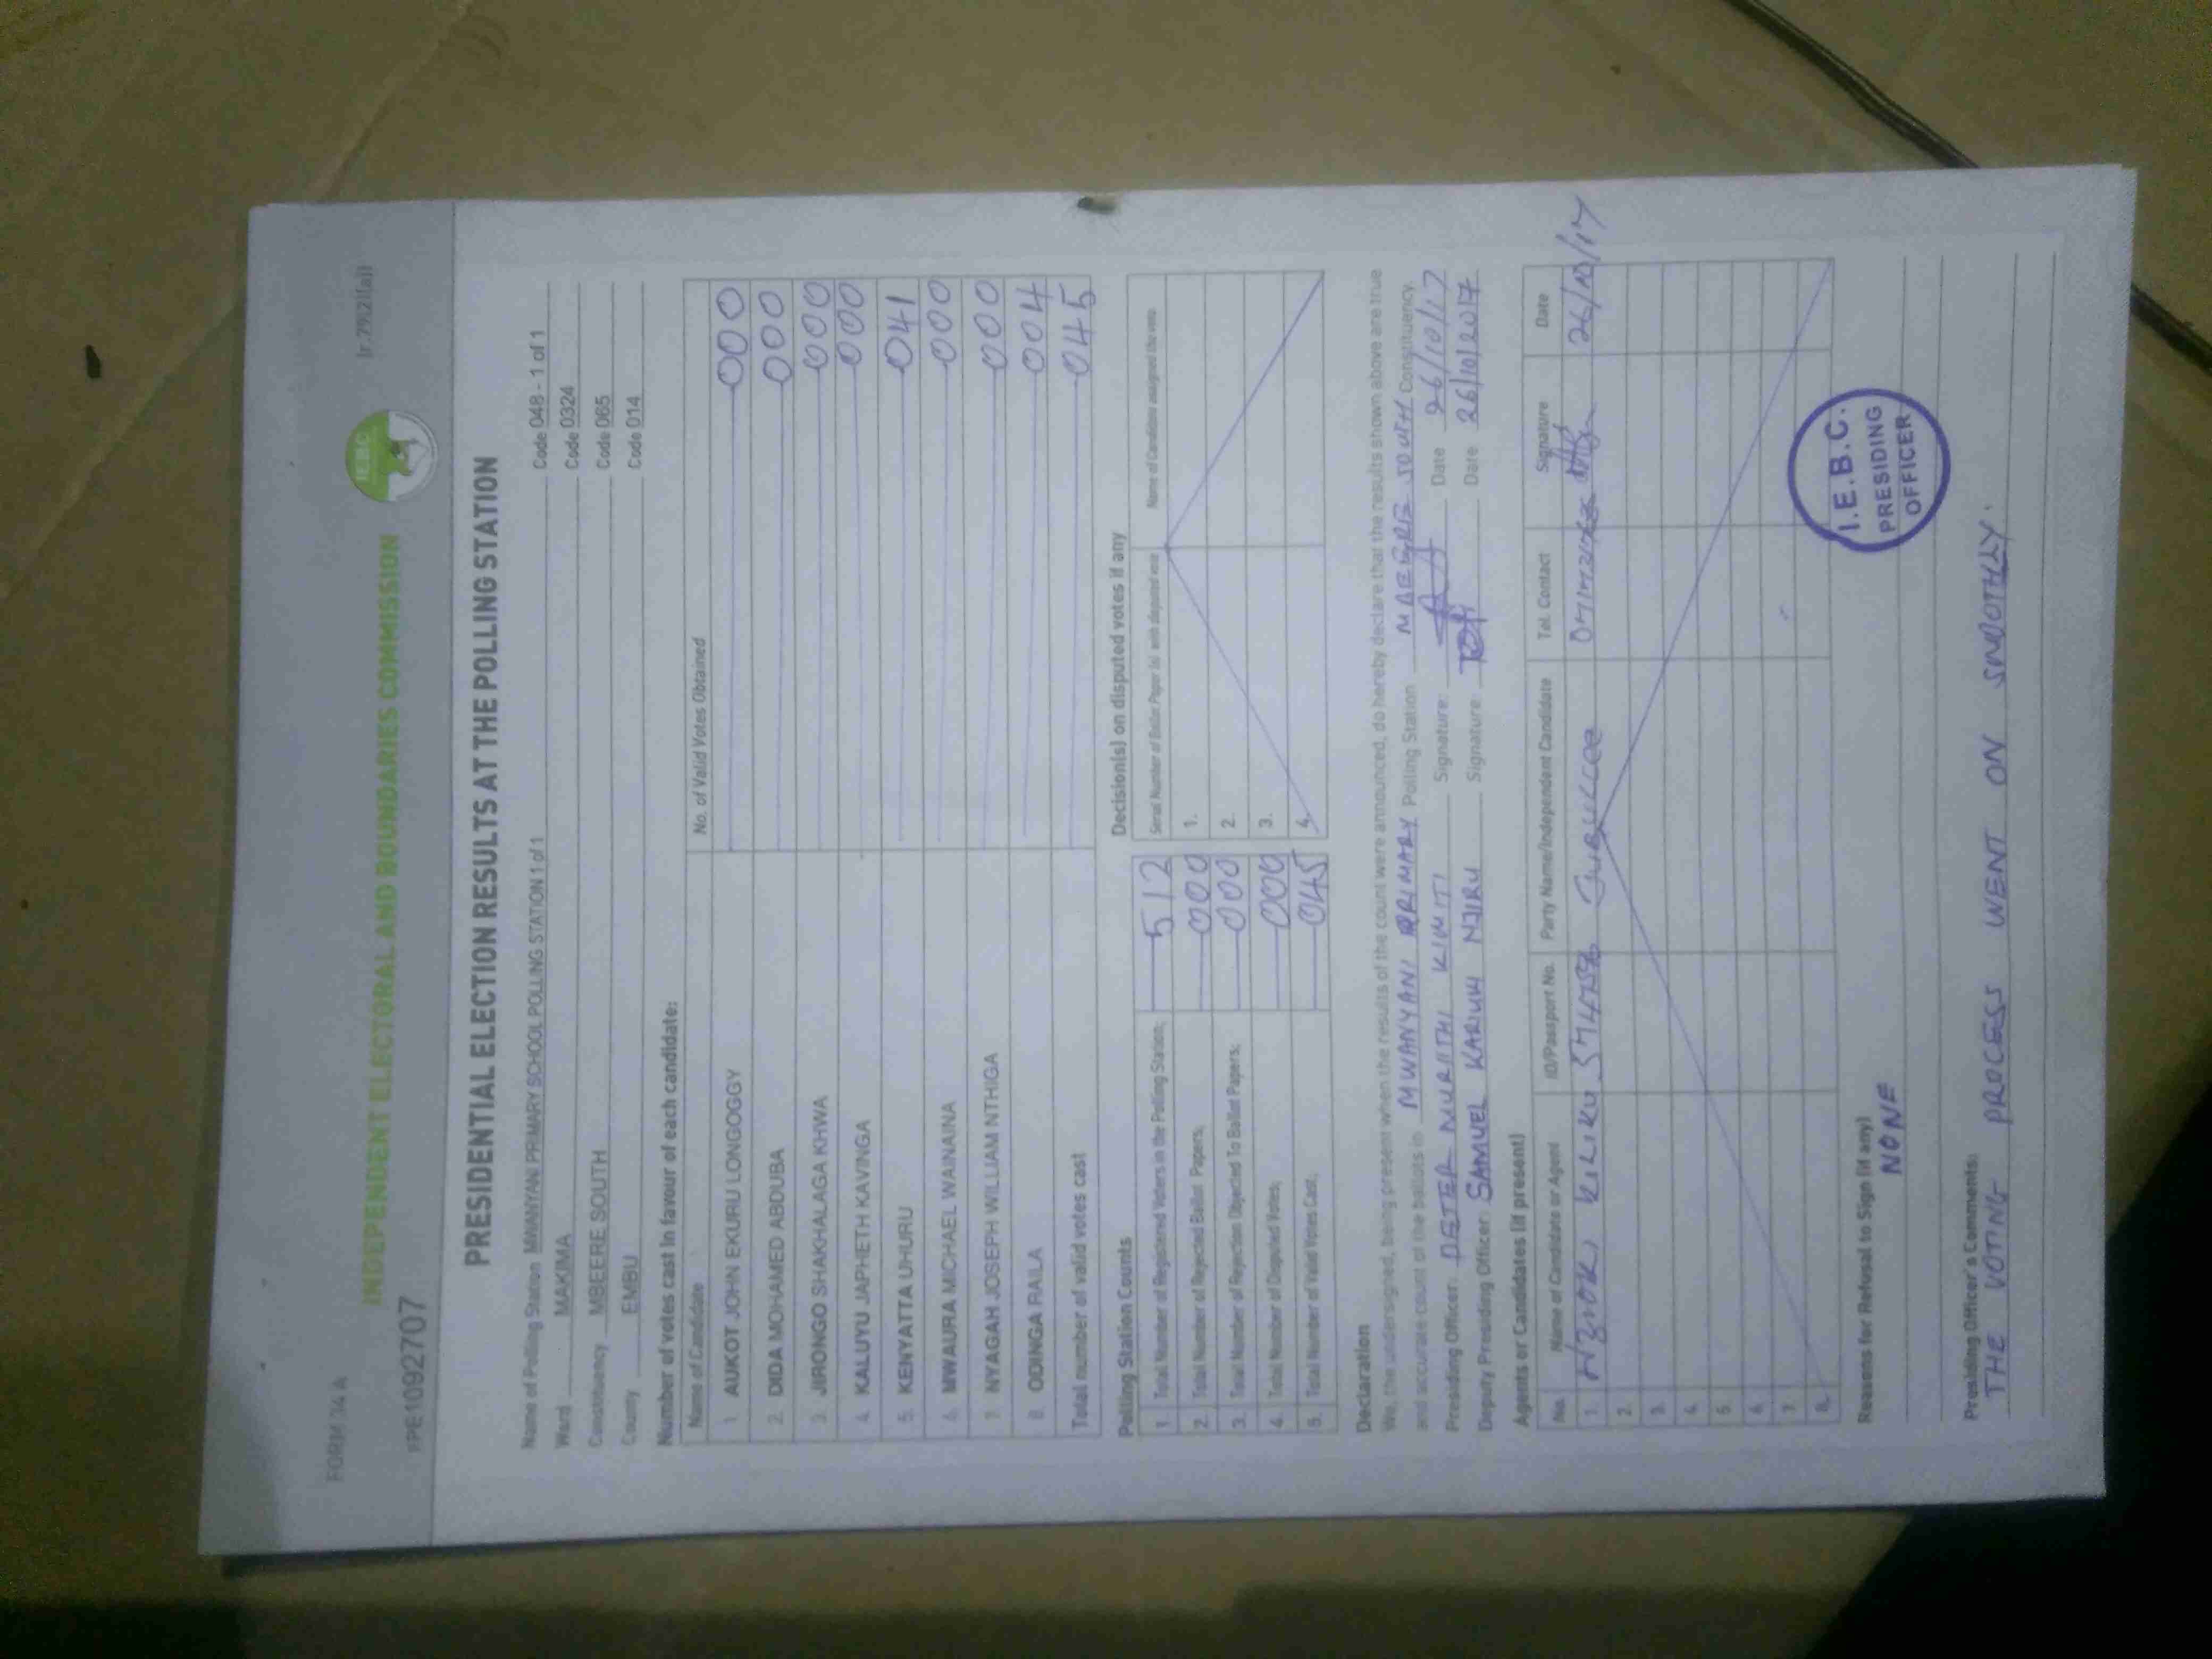 FORM 34 A
(r.79(2)(a))
INDEPENDENT ELECTORAL AND BOUNDARIES COMMISSION
I.E.B.C
PRESIDENTIAL ELECTION RESULTS AT THE POLLING STATION
Name of Polling Station MWANYANI PRIMARY SCHOOL POLLING STATION 1 of 1 Code 048 - 1 of 1
Ward MAKIMA Code 0324
Constituency MBEERE SOUTH Code 065
County EMBU Code 014
Number of votes cast in favour of each candidate:
Name of Candidate No. of Valid Votes Obtained
1 AUKOT JOHN EKURU LONGOGGY 000
2. DIDA MOHAMED ABDUBA 000
3. JIRONGO SHAKHALAGA KHWA 000
4. KALUYU JAPHETH KAVINGA 000
5. KENYATTA UHURU 041
6. MWAURA MICHAEL WAINAINA 000
7. NYAGAH JOSEPH WILLIAM NTHIGA 000
8. ODINGA RAILA 004
Total number of valid votes cast 045
Polling Station Counts
1 Total Number of Registered Voters in the Polling Station; 512
2. Total Number of Rejected Ballot Papers; 000
3. Total Number of Rejection Objected To Ballot Papers; 000
4. Total Number of Disputed Votes; 000
5. Total Number of Valid Votes Cast; 045
Decision(s) on disputed votes if any
Serial Number of Ballot Paper (s) with disputed vote Name of Candidate assigned the vote
1.
2.
3.
4.
Declaration
We, the undersigned, being present when the results of the count were announced, do hereby declare that the results shown above are true
and accurate count of the ballots in MWANYANI PRIMARY Polling Station MBEERE SOUTH Constituency.
Presiding Officer: PETER MURIITHI KIMITI Signature: Date 26/10/17
Deputy Presiding Officer: SAMUEL KARIUKI NJIRU Signature: Date 26/10/2017
Agents or Candidates (if present)
No. Name of Candidate or Agent ID/Passport No. Party Name/Independent Candidate Tel. Contact Signature Date
1. KILIKU JUBILEE 26/10/17
2.
3.
4.
5.
6.
7.
8.
I.E.B.C.
PRESIDING
OFFICER
Reasons for Refusal to Sign (if any)
NONE
Presiding Officer's Comments:
THE VOTING PROCESS WENT ON SMOOTHLY.